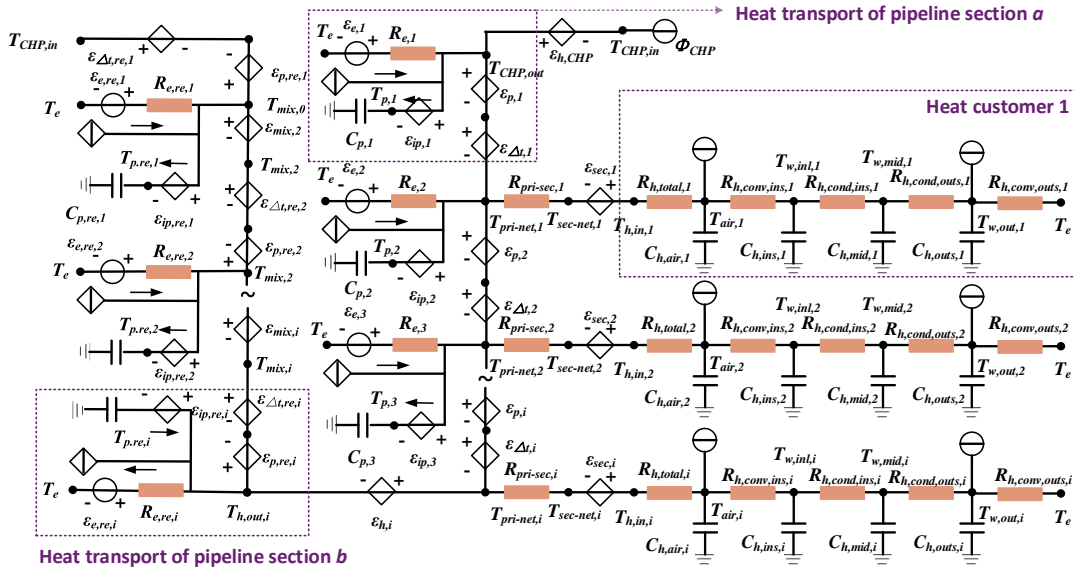 Heat transport of pipeline section a
T_CHP,in
ε_Δt,re,1
ε_p,re,1
T_e
ε_e,1
R_e,1
T_p,1
C_p,1
ε_ip,1
T_CHP,out
ε_h,CHP
T_CHP,in
Φ_CHP
ε_p,1
ε_Δt,1
T_e
ε_e,re,1
R_e,re,1
T_mix,0
ε_mix,2
T_p.re,1
C_p,re,1
ε_ip,re,1
T_mix,2
ε_Δt,re,2
ε_p,re,2
Heat customer 1
T_e
ε_e,2
R_e,2
T_p,2
C_p,2
ε_ip,2
T_pri-net,1
R_pri-sec,1
T_sec-net,1
ε_sec,1
T_h,in,1
R_h,total,1
T_air,1
C_h,air,1
R_h,conv,ins,1
T_w,inl,1
C_h,ins,1
R_h,cond,ins,1
T_w,mid,1
C_h,mid,1
R_h,cond,outs,1
T_w,out,1
C_h,outs,1
R_h,conv,outs,1
T_e
ε_p,2
ε_Δt,2
T_e
ε_e,re,2
R_e,re,2
T_mix,2
T_p.re,2
ε_ip,re,2
ε_mix,i
T_mix,i
T_e
ε_e,3
R_e,3
T_p,3
C_p,3
ε_ip,3
T_pri-net,2
R_pri-sec,2
T_sec-net,2
ε_sec,2
T_h,in,2
R_h,total,2
T_air,2
C_h,air,2
R_h,conv,ins,2
T_w,inl,2
C_h,ins,2
R_h,cond,ins,2
T_w,mid,2
C_h,mid,2
R_h,cond,outs,2
T_w,out,2
C_h,outs,2
R_h,conv,outs,2
T_e
ε_p,i
ε_Δt,i
ε_ip,re,i
T_p.re,i
ε_Δt,re,i
ε_p,re,i
T_e
ε_e,re,i
R_e,re,i
T_h,out,i
ε_h,i
T_pri-net,i
R_pri-sec,i
T_sec-net,i
ε_sec,i
T_h,in,i
R_h,total,i
T_air,i
C_h,air,i
R_h,conv,ins,i
T_w,inl,i
C_h,ins,i
R_h,cond,ins,i
T_w,mid,i
C_h,mid,i
R_h,cond,outs,i
T_w,out,i
C_h,outs,i
R_h,conv,outs,i
T_e
Heat transport of pipeline section b